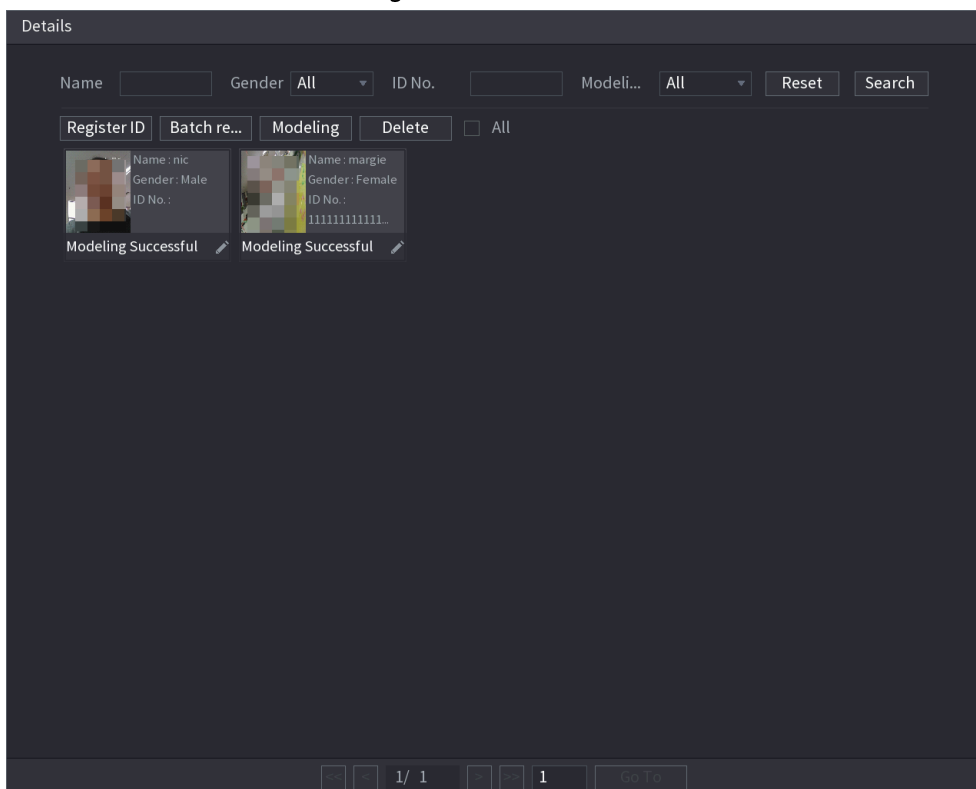 Details
Name Gender All ID No. Modeli... All Reset Search
Register ID Batch re... Modeling Delete All
Name : nic
Gender : Male
ID No. :
Modeling Successful
Name : margie
Gender : Female
ID No. :
111111111111...
Modeling Successful
<< < 1/ 1 > >> 1 Go To